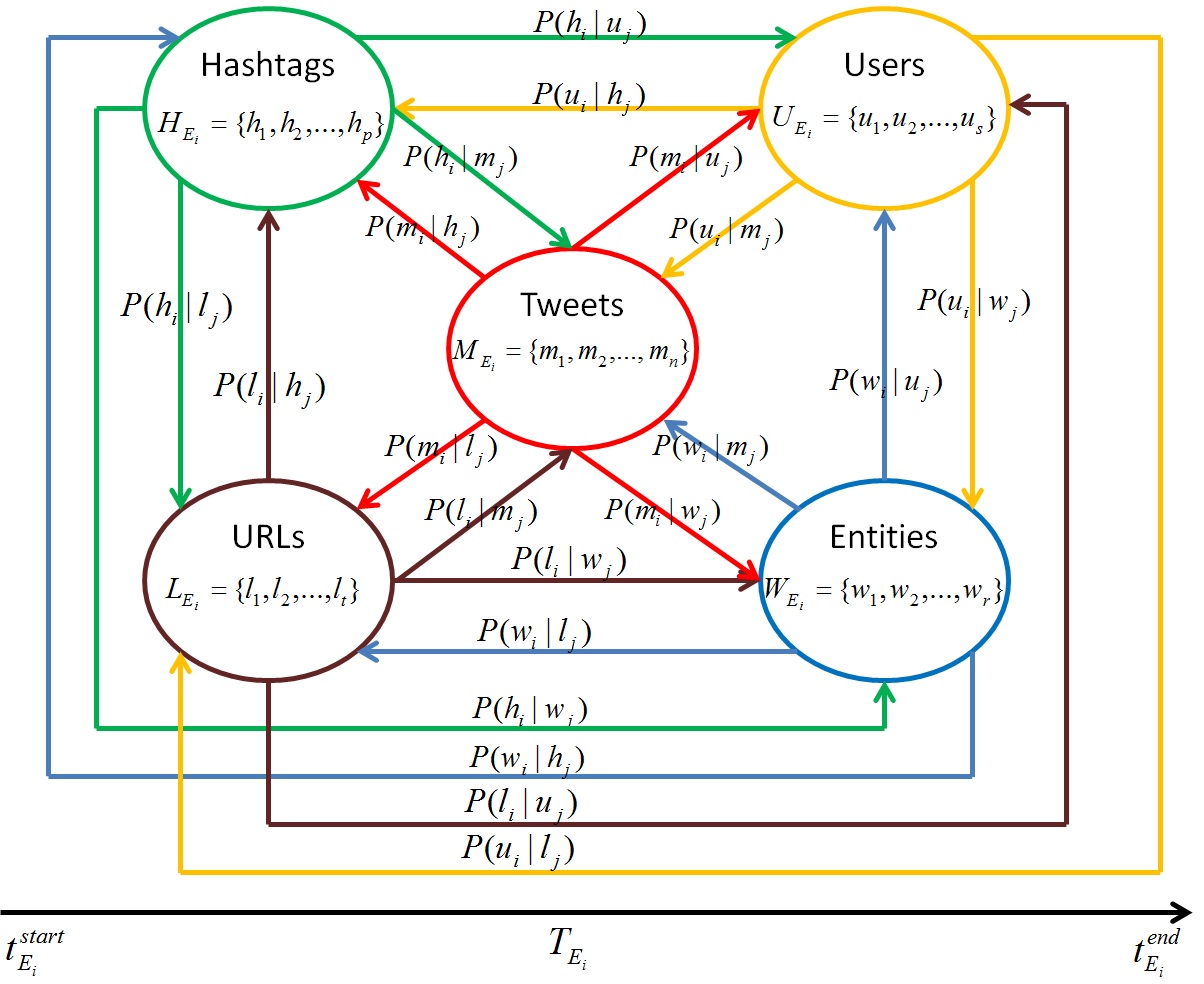 P(h_i | u_j)
Hashtags
Users
P(u_i | h_j)
H_{E_i} = {h_1, h_2, ..., h_p}
U_{E_i} = {u_1, u_2, ..., u_s}
P(h_i | m_j)
P(m_i | u_j)
P(m_i | h_j)
P(u_i | m_j)
P(h_i | l_j)
Tweets
P(u_i | w_j)
M_{E_i} = {m_1, m_2, ..., m_n}
P(l_i | h_j)
P(w_i | u_j)
P(m_i | l_j)
P(w_i | m_j)
P(l_i | m_j)
P(m_i | w_j)
URLs
Entities
P(l_i | w_j)
L_{E_i} = {l_1, l_2, ..., l_t}
W_{E_i} = {w_1, w_2, ..., w_r}
P(w_i | l_j)
P(h_i | w_j)
P(w_i | h_j)
P(l_i | u_j)
P(u_i | l_j)
t_{E_i}^{start}
T_{E_i}
t_{E_i}^{end}